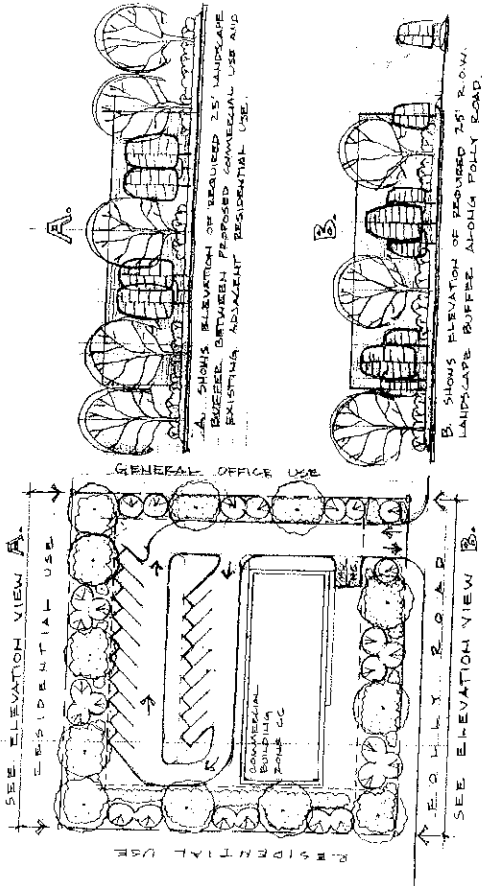 SEE ELEVATION VIEW A.
RESIDENTIAL USE
GENERAL OFFICE USE
RESIDENTIAL USE
COMMERCIAL
BUILDING
ZONE CC
FOLLY ROAD
SEE ELEVATION VIEW B.
A.
A. SHOWS ELEVATION OF REQUIRED 25' LANDSCAPE
BUFFER BETWEEN PROPOSED COMMERCIAL USE AND
EXISTING ADJACENT RESIDENTIAL USE.
B.
B. SHOWS ELEVATION OF REQUIRED 25' R.O.W.
LANDSCAPE BUFFER ALONG FOLLY ROAD.